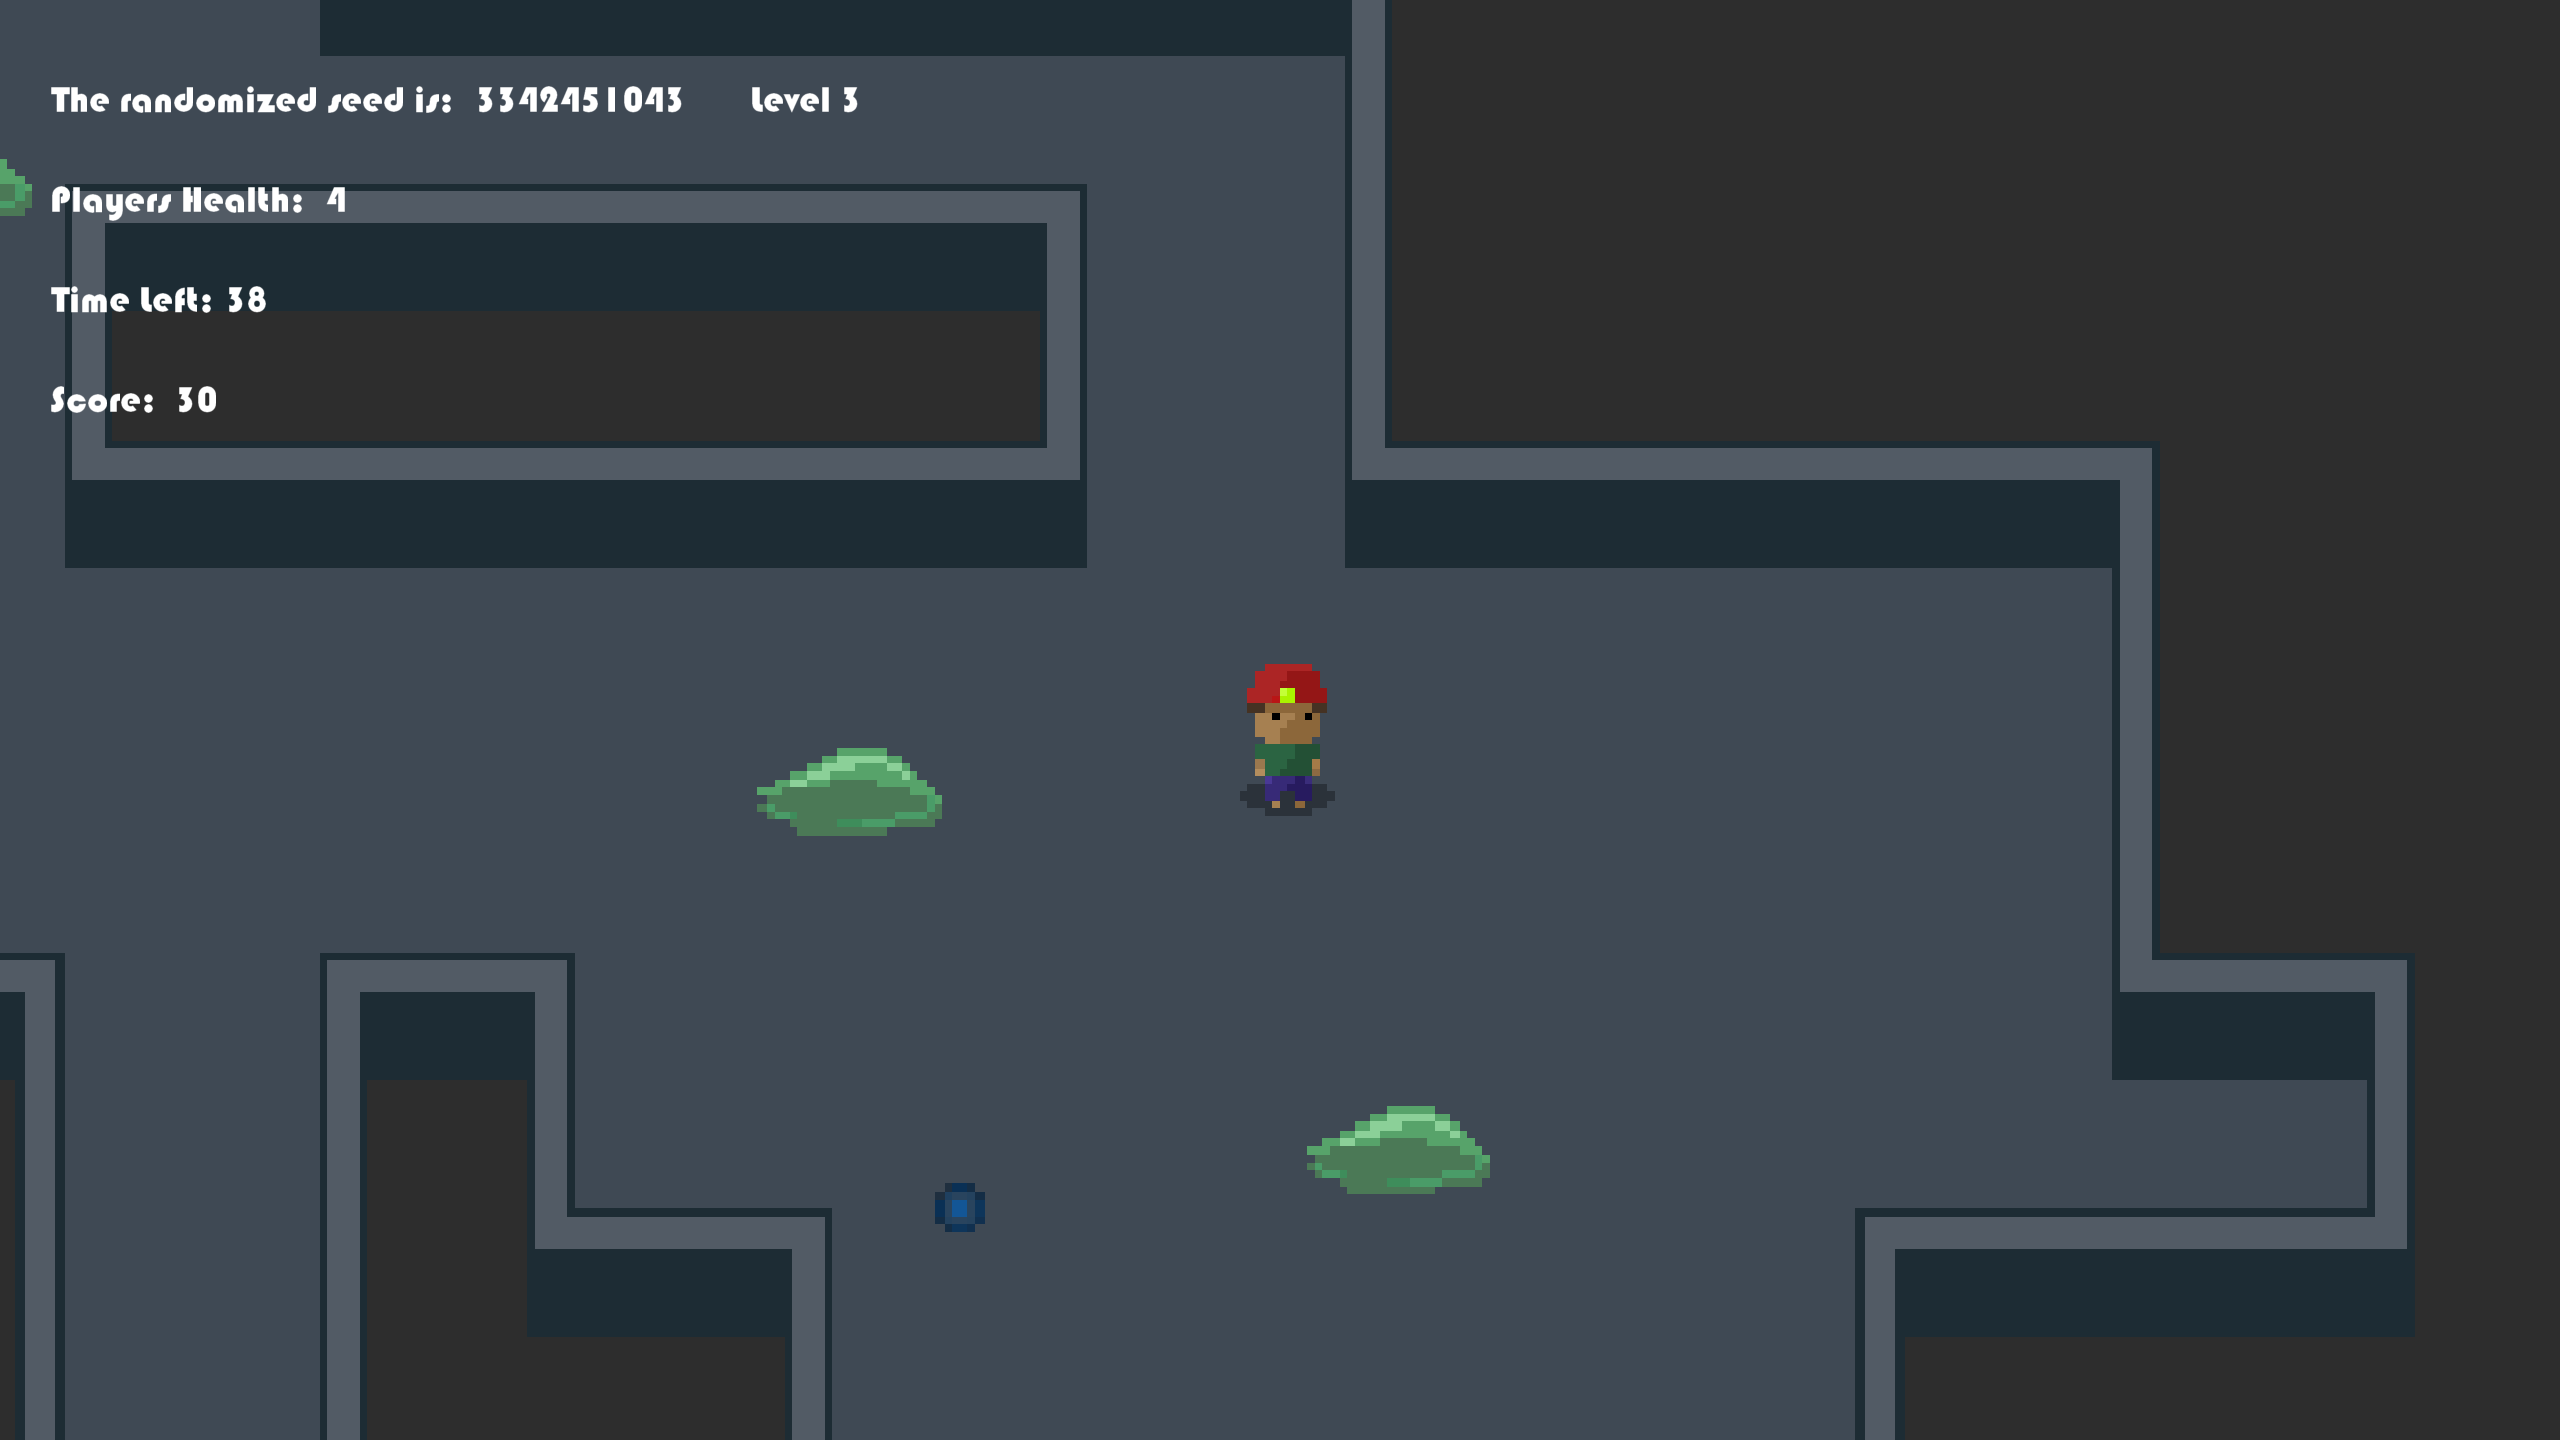 The randomized seed is: 3342451043 Level 3
Players Health: 4
Time Left: 38
Score: 30